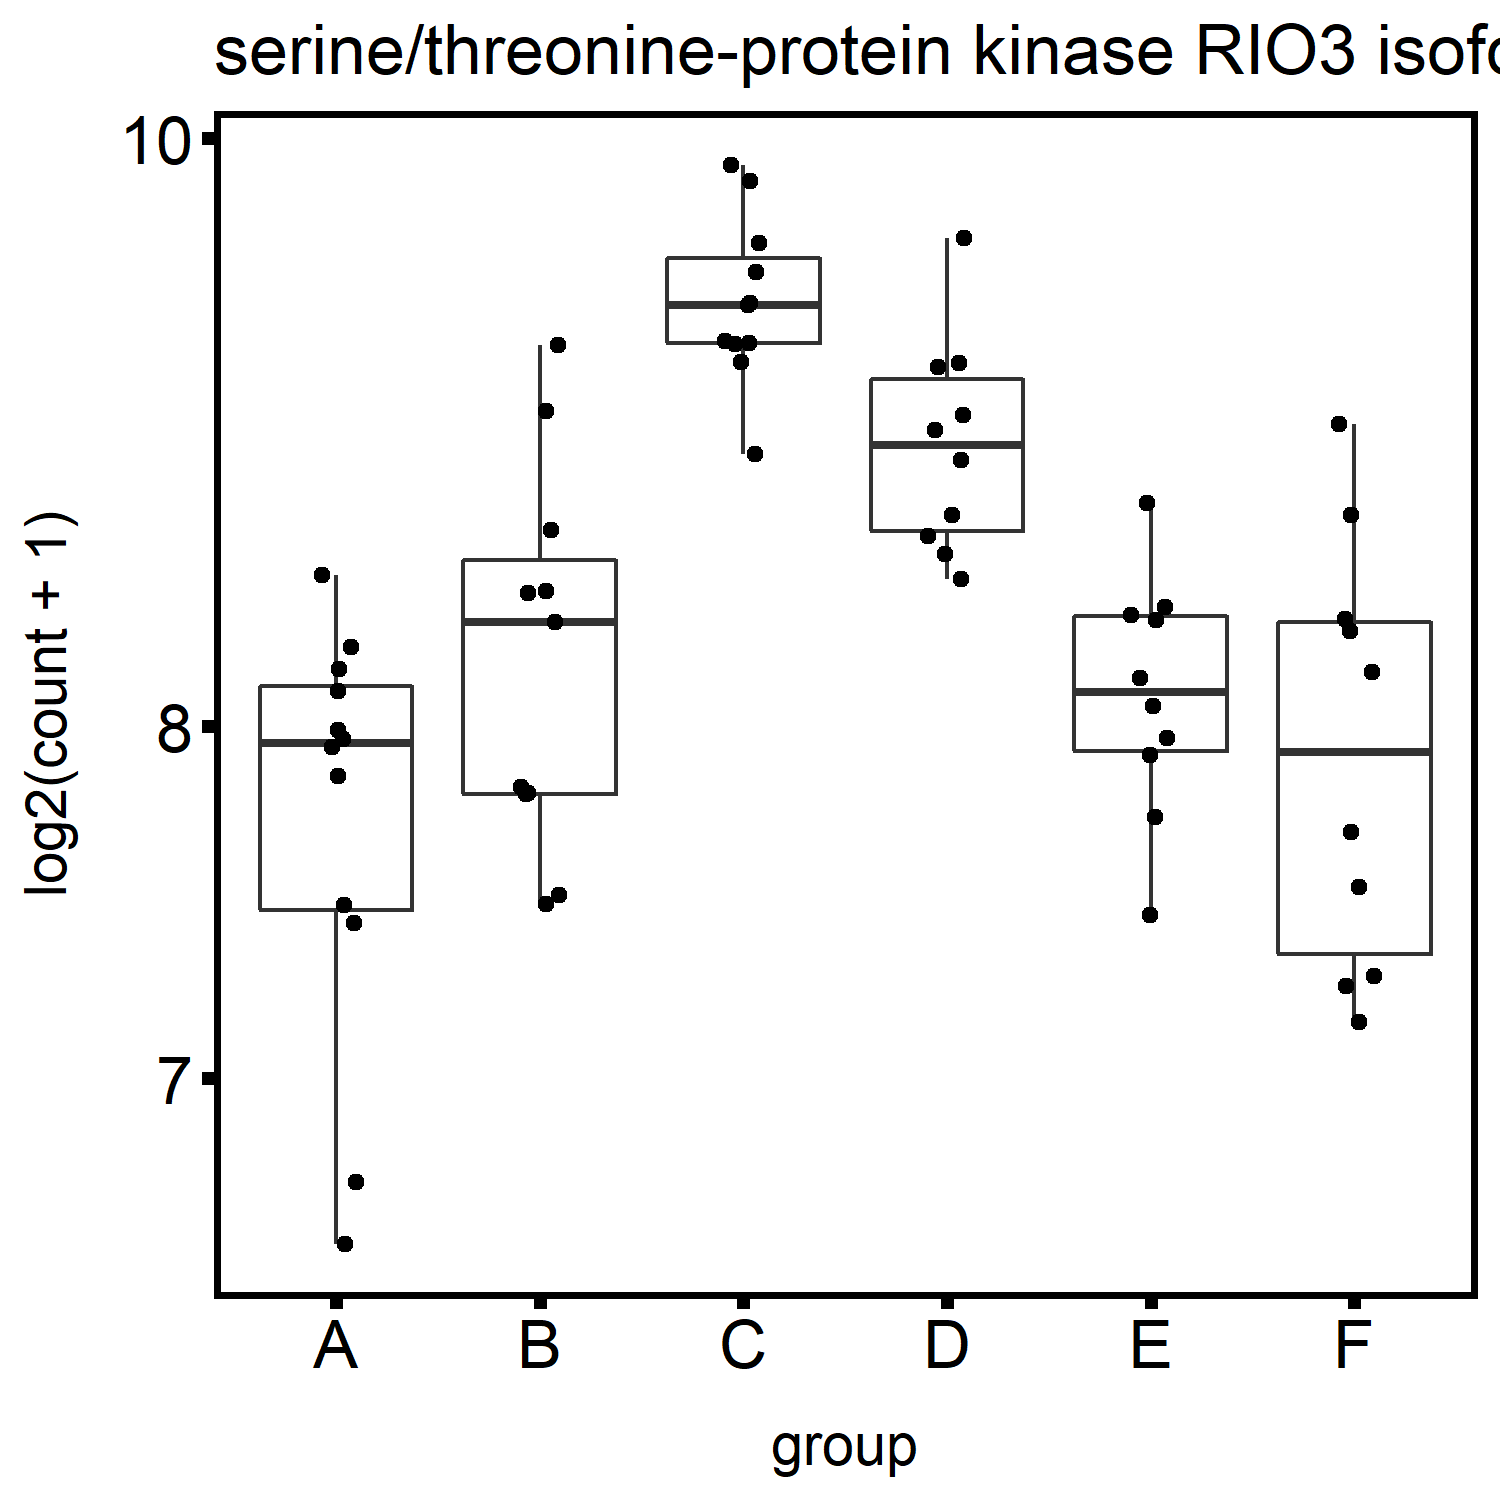 serine/threonine-protein kinase RIO3 isofo
10
8
7
log2(count + 1)
A B C D E F
group